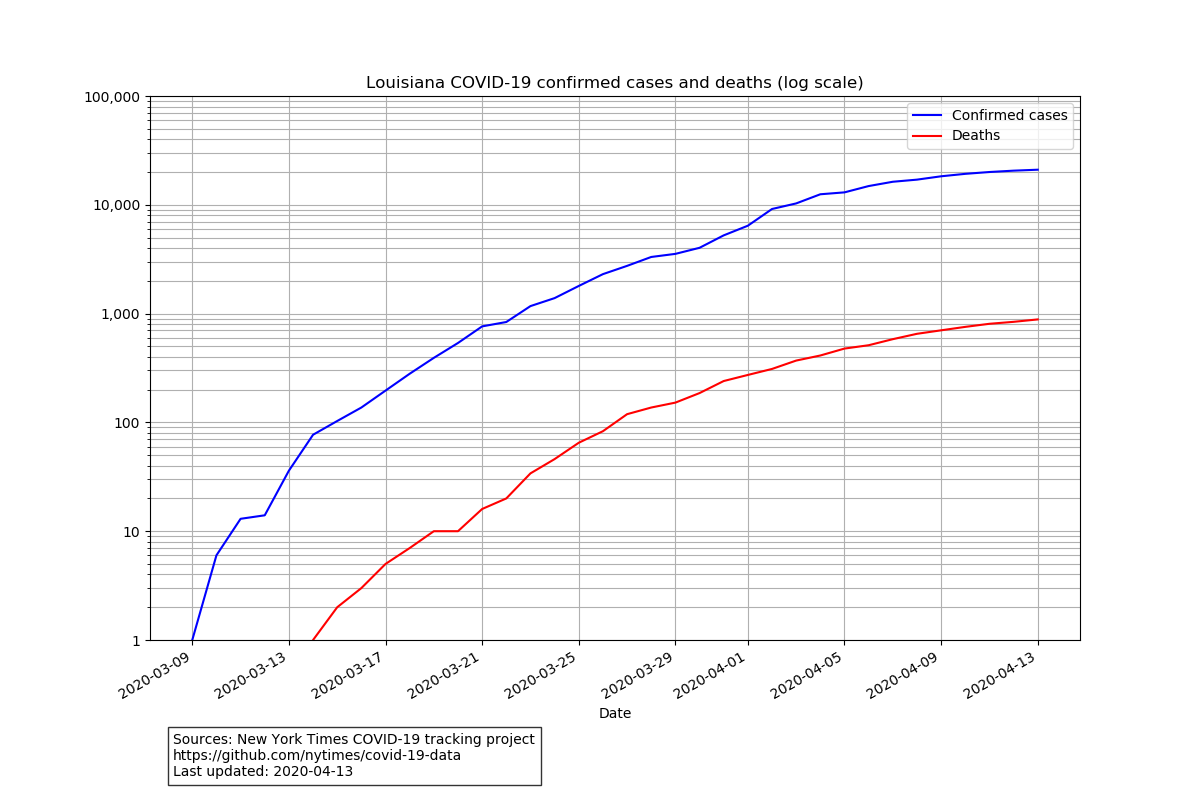 Louisiana COVID-19 confirmed cases and deaths (log scale)
100,000
10,000
1,000
100
10
1
Confirmed cases
Deaths
2020-03-09
2020-03-13
2020-03-17
2020-03-21
2020-03-25
2020-03-29
2020-04-01
2020-04-05
2020-04-09
2020-04-13
Date
Sources: New York Times COVID-19 tracking project
https://github.com/nytimes/covid-19-data
Last updated: 2020-04-13